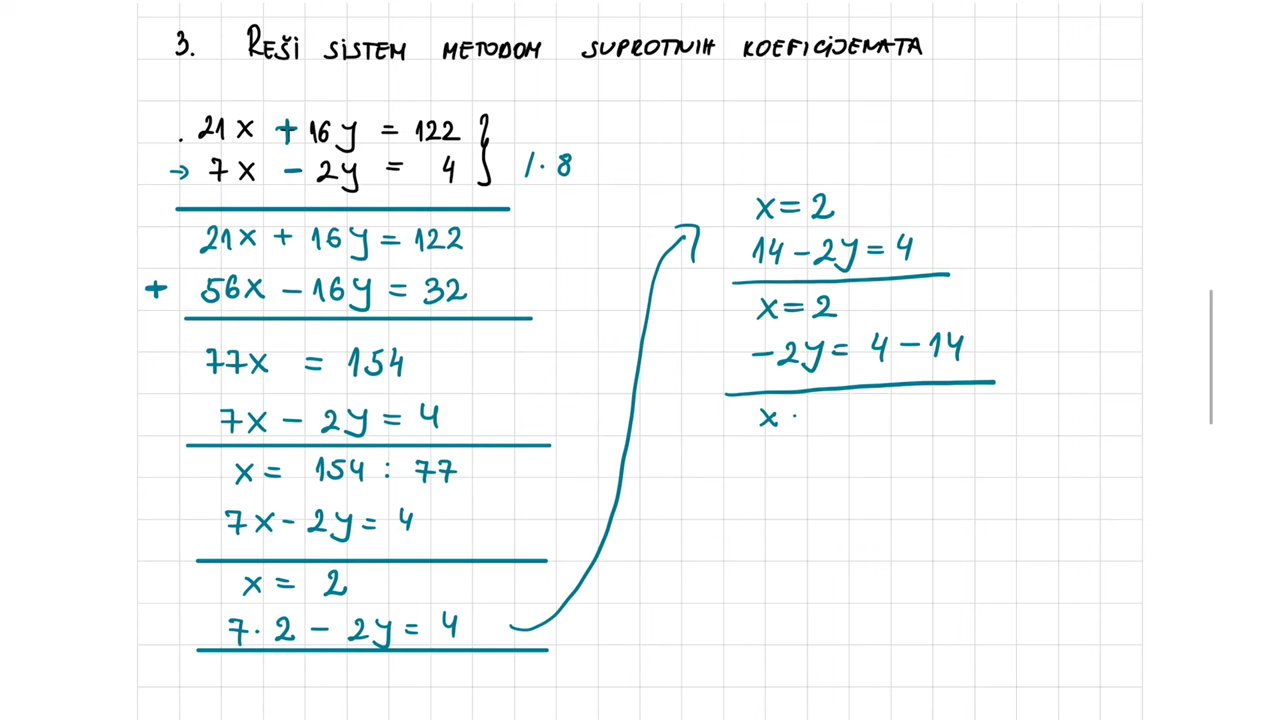 3. REŠI SISTEM METODOM SUPROTNIH KOEFICIJENATA
. 21x + 16y = 122 }
→ 7x - 2y = 4 } / · 8
21x + 16y = 122
+ 56x - 16y = 32
77x = 154
7x - 2y = 4
x = 154 : 77
7x - 2y = 4
x = 2
7 · 2 - 2y = 4
x = 2
14 - 2y = 4
x = 2
-2y = 4 - 14
x ·